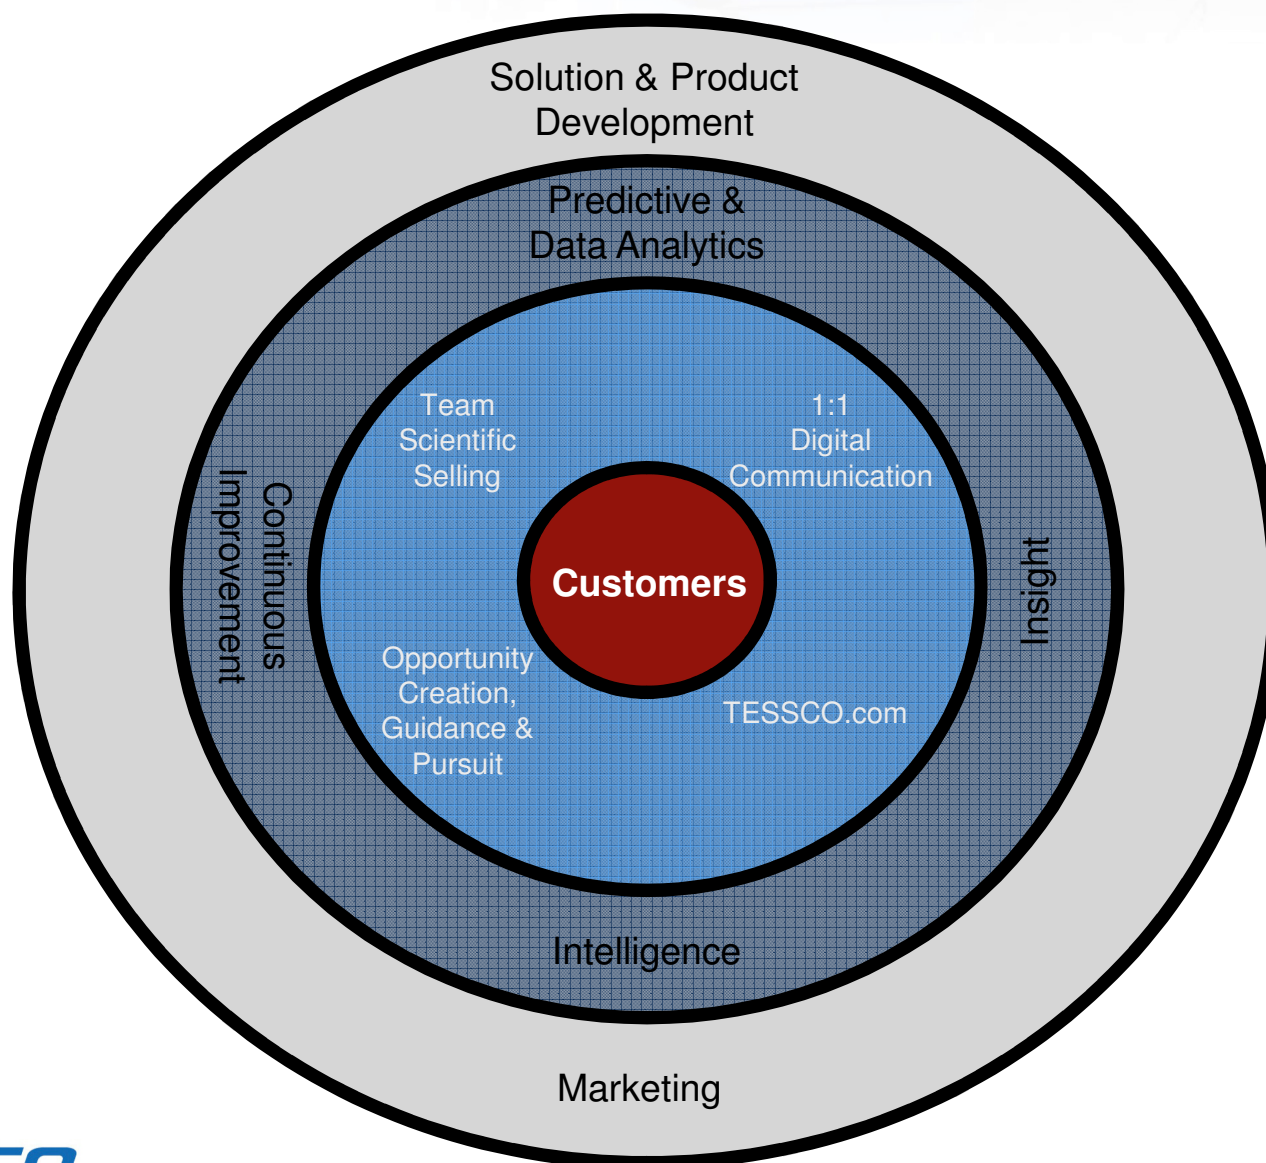 Solution & Product
Development
Predictive &
Data Analytics
Team
Scientific
Selling
1:1
Digital
Communication
Continuous
Improvement
Customers
Insight
Opportunity
Creation,
Guidance &
Pursuit
TESSCO.com
Intelligence
Marketing